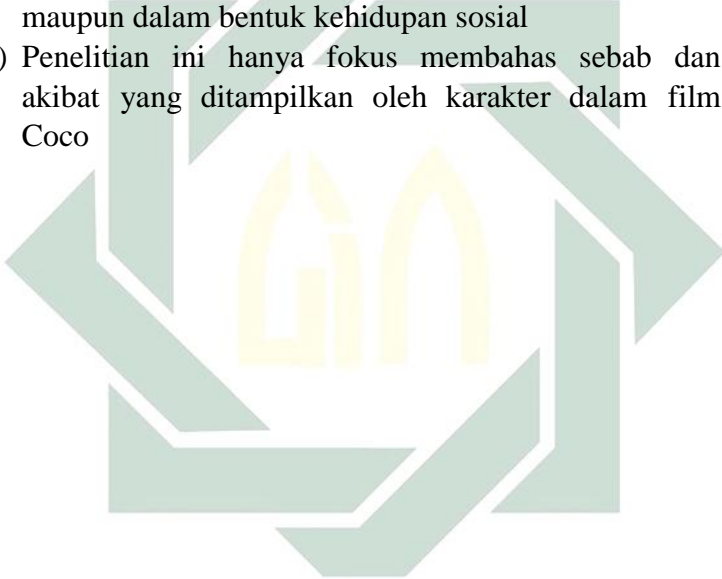 maupun dalam bentuk kehidupan sosial
) Penelitian ini hanya fokus membahas sebab dan
akibat yang ditampilkan oleh karakter dalam film
Coco